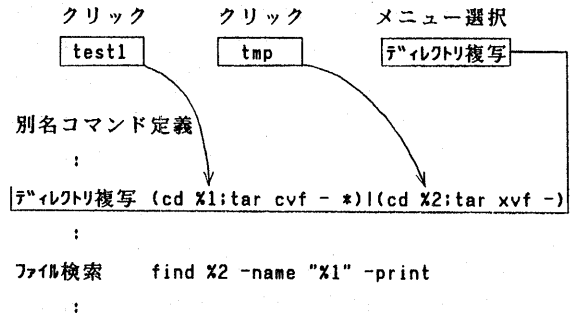 クリック クリック メニュー選択
test1 tmp ディレクトリ複写
別名コマンド定義
:
ディレクトリ複写 (cd %1;tar cvf - *)|(cd %2;tar xvf -)
:
ファイル検索 find %2 -name "%1" -print
: